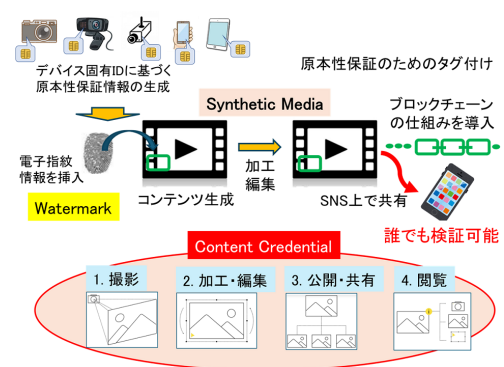 デバイス固有IDに基づく
原本性保証情報の生成
原本性保証のためのタグ付け
Synthetic Media
ブロックチェーン
の仕組みを導入
電子指紋
情報を挿入
加工
編集
Watermark
コンテンツ生成
SNS上で共有
誰でも検証可能
Content Credential
1. 撮影
2. 加工・編集
3. 公開・共有
4. 閲覧